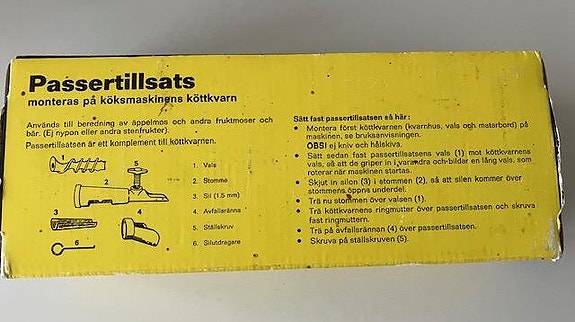 Passertillsats
monteras på köksmaskinens köttkvarn
Används till beredning av äppelmos och andra fruktmoser och
bär. (Ej nypon eller andra stenfrukter).
Passertillsatsen är ett komplement till köttkvarnen.
1. Vals
2. Stomme
3. Sil (1.5 mm)
4. Avfallsränna
5. Ställskruv
6. Silutdragare
5
1
2
3
4
6
Sätt fast passertillsatsen så här:
• Montera först köttkvarnen (kvarnhus, vals och matarbord) på
maskinen, se bruksanvisningen.
OBS! ej kniv och hålskiva.
• Sätt sedan fast passertillsatsens vals (1) mot köttkvarnens
vals, så att de griper in i varandra och bildar en lång vals, som
roterar när maskinen startas.
• Skjut in silen (3) i stommen (2), så att silen kommer över
stommens öppna underdel.
• Trä nu stommen över valsen (1).
• Trä köttkvarnens ringmutter över passertillsatsen och skruva
fast ringmuttern.
• Trä på avfallsrännan (4) över passertillsatsen.
• Skruva på ställskruven (5).